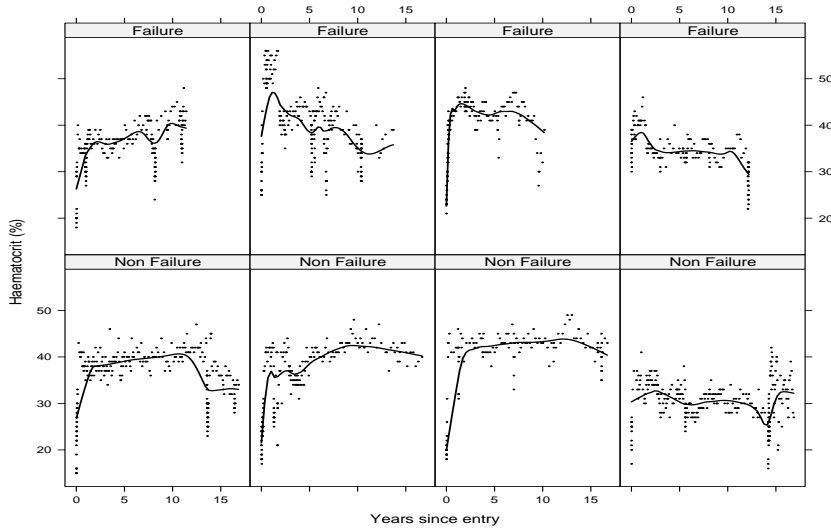 0 5 10 15 0 5 10 15
Failure Failure Failure Failure
50
40
30
20
Haematocrit (%)
Non Failure Non Failure Non Failure Non Failure
50
40
30
20
0 5 10 15 0 5 10 15
Years since entry